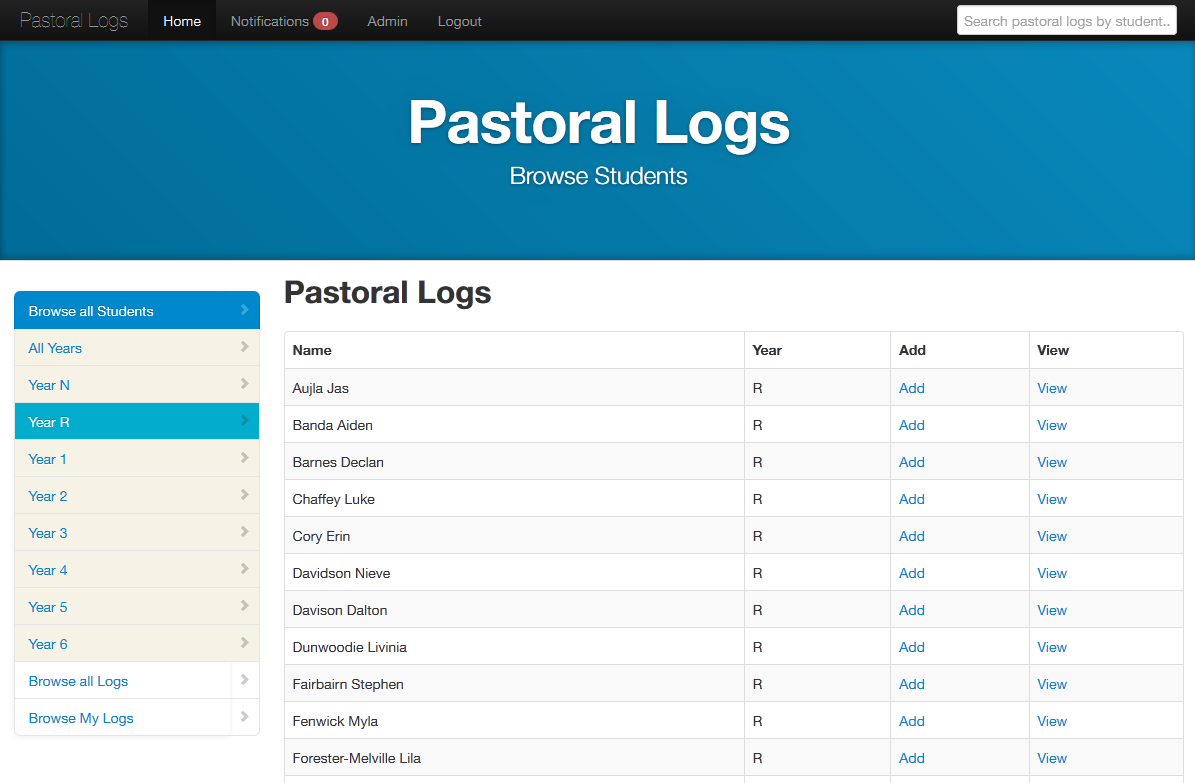 Pastoral Logs Home Notifications 0 Admin Logout Search pastoral logs by student..
Pastoral Logs
Browse Students
Browse all Students
All Years
Year N
Year R
Year 1
Year 2
Year 3
Year 4
Year 5
Year 6
Browse all Logs
Browse My Logs
Pastoral Logs
Name Year Add View
Aujla Jas R Add View
Banda Aiden R Add View
Barnes Declan R Add View
Chaffey Luke R Add View
Cory Erin R Add View
Davidson Nieve R Add View
Davison Dalton R Add View
Dunwoodie Livinia R Add View
Fairbairn Stephen R Add View
Fenwick Myla R Add View
Forester-Melville Lila R Add View